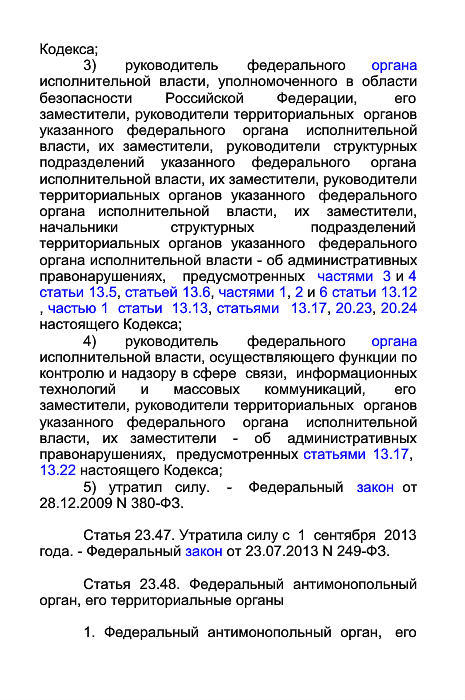 Кодекса;
3) руководитель федерального органа
исполнительной власти, уполномоченного в области
безопасности Российской Федерации, его
заместители, руководители территориальных органов
указанного федерального органа исполнительной
власти, их заместители, руководители структурных
подразделений указанного федерального органа
исполнительной власти, их заместители, руководители
территориальных органов указанного федерального
органа исполнительной власти, их заместители,
начальники структурных подразделений
территориальных органов указанного федерального
органа исполнительной власти - об административных
правонарушениях, предусмотренных частями 3 и 4
статьи 13.5, статьей 13.6, частями 1, 2 и 6 статьи 13.12
, частью 1 статьи 13.13, статьями 13.17, 20.23, 20.24
настоящего Кодекса;
4) руководитель федерального органа
исполнительной власти, осуществляющего функции по
контролю и надзору в сфере связи, информационных
технологий и массовых коммуникаций, его
заместители, руководители территориальных органов
указанного федерального органа исполнительной
власти, их заместители - об административных
правонарушениях, предусмотренных статьями 13.17,
13.22 настоящего Кодекса;
5) утратил силу. - Федеральный закон от
28.12.2009 N 380-ФЗ.
Статья 23.47. Утратила силу с 1 сентября 2013
года. - Федеральный закон от 23.07.2013 N 249-ФЗ.
Статья 23.48. Федеральный антимонопольный
орган, его территориальные органы
1. Федеральный антимонопольный орган, его